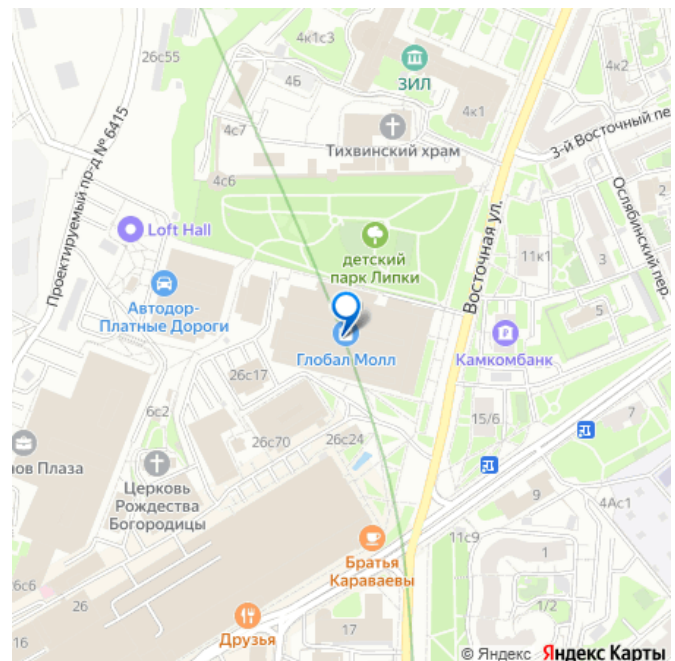 4к1с3
26с55
4Б
ЗИЛ
4к2
4к1
4с7
Тихвинский храм
3-й Восточный пе
4с6
Ослябинский пер.
2
Проектируемый пр-д № 6415
Loft Hall
детский
парк Липки
Восточная ул.
11к1
3
Автодор-
Платные Дороги
5
Глобал Молл
Камкомбанк
26с17
6с2
15/6
7
26с70
26с24
ов Плаза
Церковь
Рождества
Богородицы
9
4Ас1
11с9
1
Братья
Караваевы
6с6
26
1/2
Друзья
17
16
© Яндекс Яндекс Карты